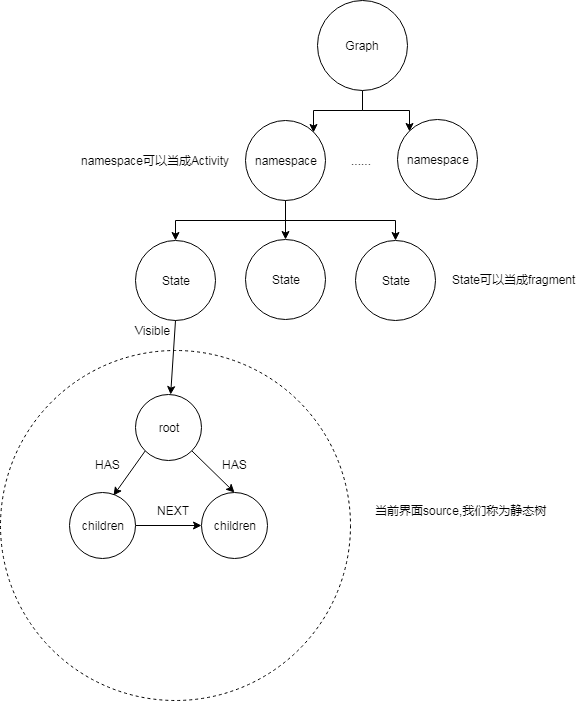 Graph
namespace可以当成Activity
namespace
......
namespace
State
State
State
State可以当成fragment
Visible
root
HAS
HAS
children
NEXT
children
当前界面source,我们称为静态树